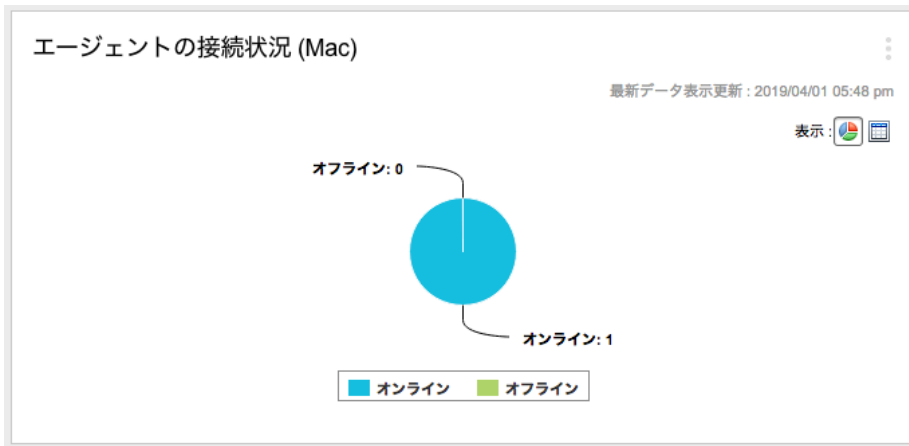 エージェントの接続状況 (Mac)
最新データ表示更新 : 2019/04/01 05:48 pm
表示 :
オフライン: 0
オンライン: 1
オンライン オフライン